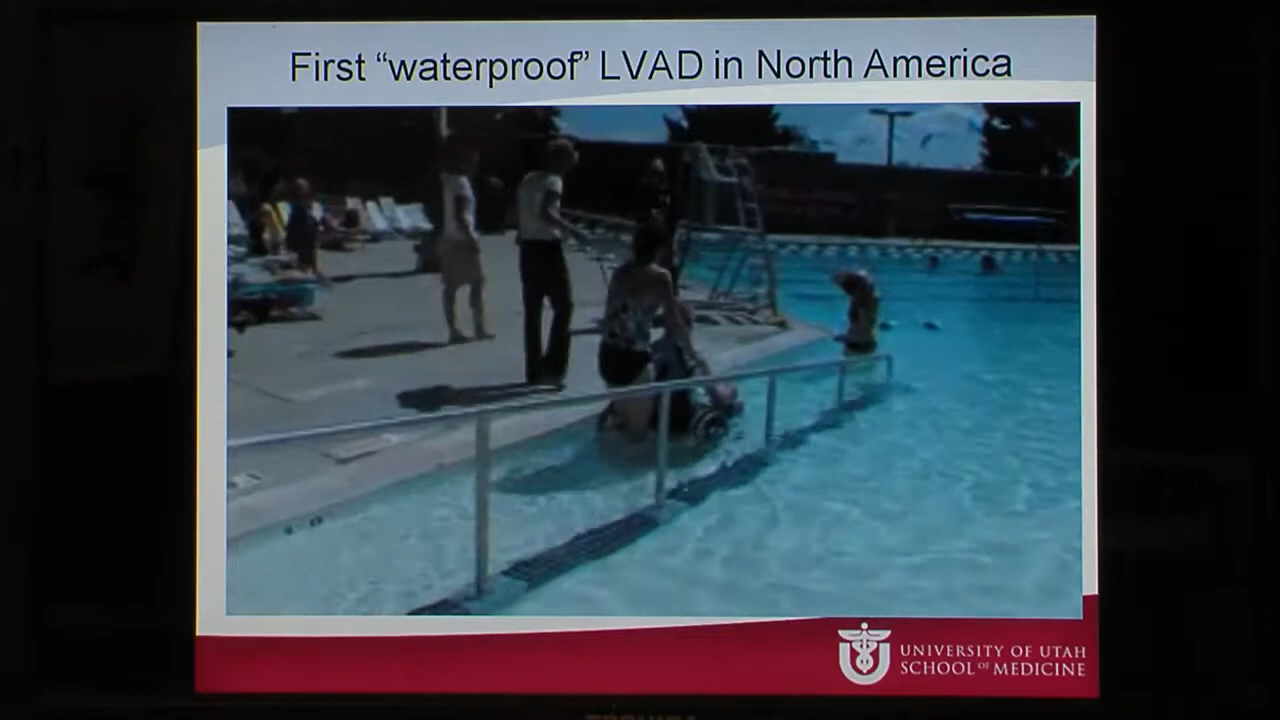 First “waterproof” LVAD in North America
UNIVERSITY OF UTAH
SCHOOL OF MEDICINE